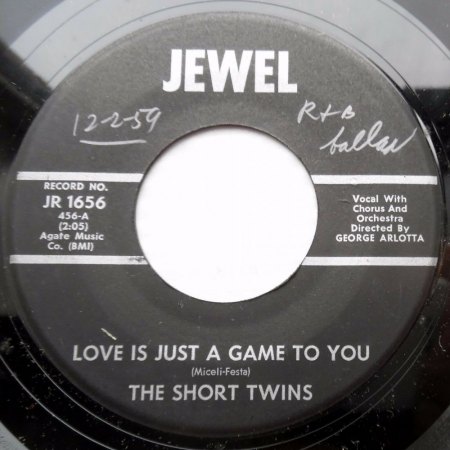 JEWEL
12-2-59
R+B
ballad
RECORD NO.
JR 1656
456-A
(2:05)
Agate Music
Co. (BMI)
Vocal With
Chorus And
Orchestra
Directed By
GEORGE ARLOTTA
LOVE IS JUST A GAME TO YOU
(Miceli-Festa)
THE SHORT TWINS